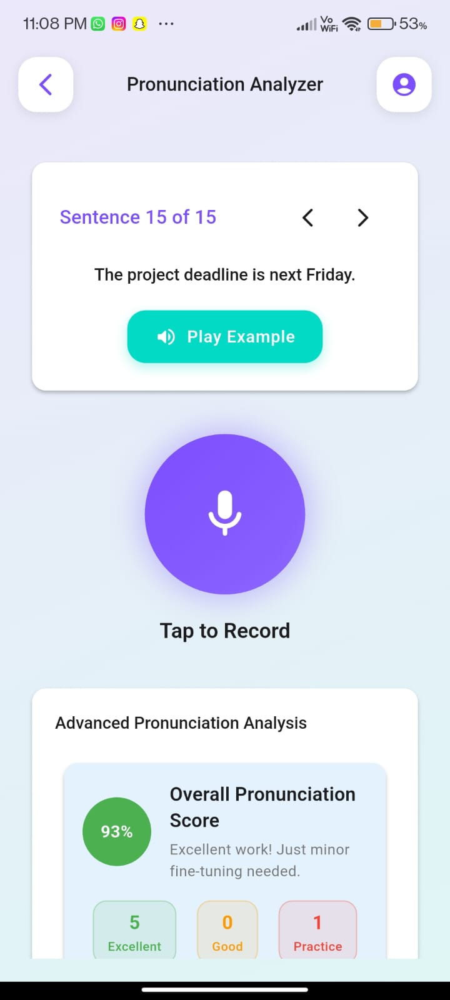 11:08 PM ... Vo WiFi 53%
Pronunciation Analyzer
Sentence 15 of 15
The project deadline is next Friday.
Play Example
Tap to Record
Advanced Pronunciation Analysis
Overall Pronunciation
Score
93%
Excellent work! Just minor
fine-tuning needed.
5 0 1
Excellent Good Practice